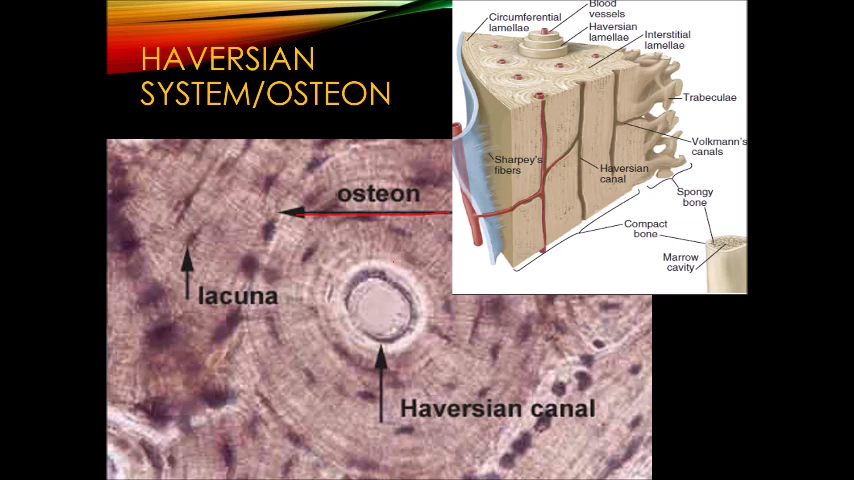 HAVERSIAN
SYSTEM/OSTEON
Blood
vessels
Circumferential
lamellae
Haversian
lamellae
Interstitial
lamellae
Trabeculae
Volkmann's
canals
Sharpey's
fibers
Haversian
canal
Spongy
bone
Compact
bone
Marrow
cavity
osteon
lacuna
Haversian canal